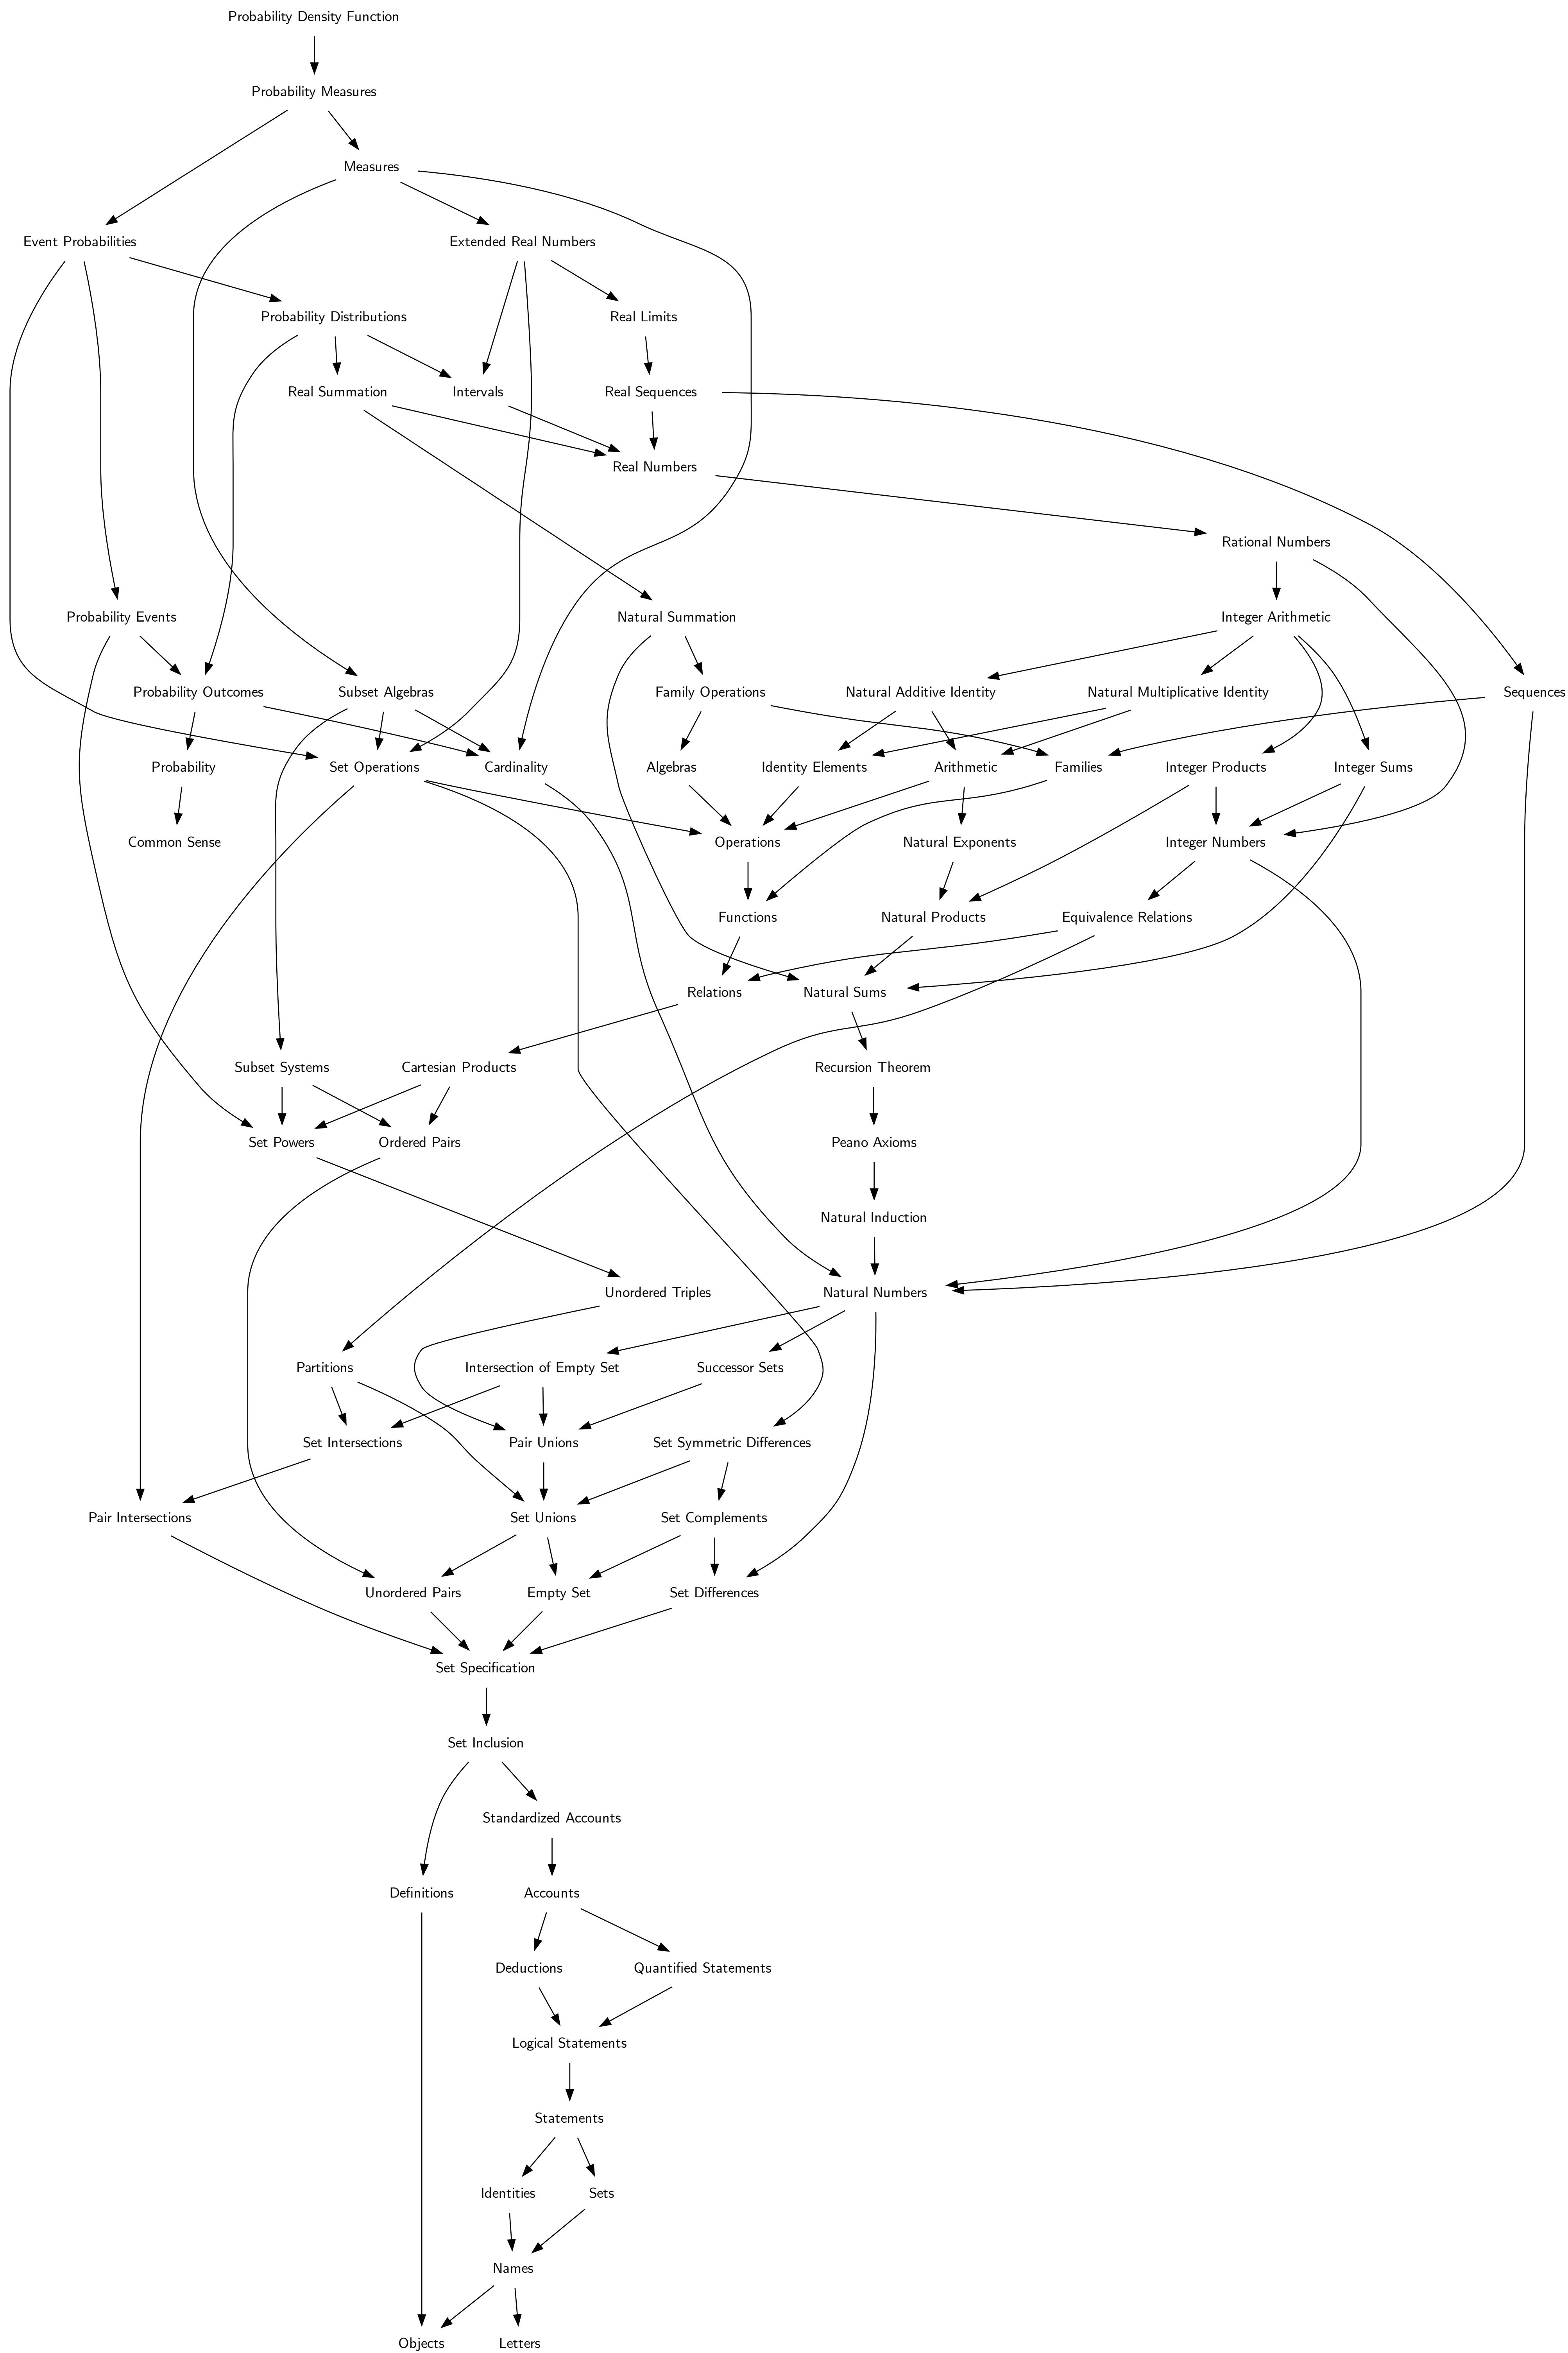 Probability Density Function
Probability Measures
Measures
Event Probabilities
Extended Real Numbers
Probability Distributions
Real Limits
Real Summation
Intervals
Real Sequences
Real Numbers
Rational Numbers
Probability Events
Natural Summation
Integer Arithmetic
Probability Outcomes
Subset Algebras
Family Operations
Natural Additive Identity
Natural Multiplicative Identity
Sequences
Probability
Set Operations
Cardinality
Algebras
Identity Elements
Arithmetic
Families
Integer Products
Integer Sums
Common Sense
Operations
Natural Exponents
Integer Numbers
Functions
Natural Products
Equivalence Relations
Relations
Natural Sums
Subset Systems
Cartesian Products
Recursion Theorem
Set Powers
Ordered Pairs
Peano Axioms
Natural Induction
Unordered Triples
Natural Numbers
Partitions
Intersection of Empty Set
Successor Sets
Set Intersections
Pair Unions
Set Symmetric Differences
Pair Intersections
Set Unions
Set Complements
Unordered Pairs
Empty Set
Set Differences
Set Specification
Set Inclusion
Standardized Accounts
Definitions
Accounts
Deductions
Quantified Statements
Logical Statements
Statements
Identities
Sets
Names
Objects
Letters